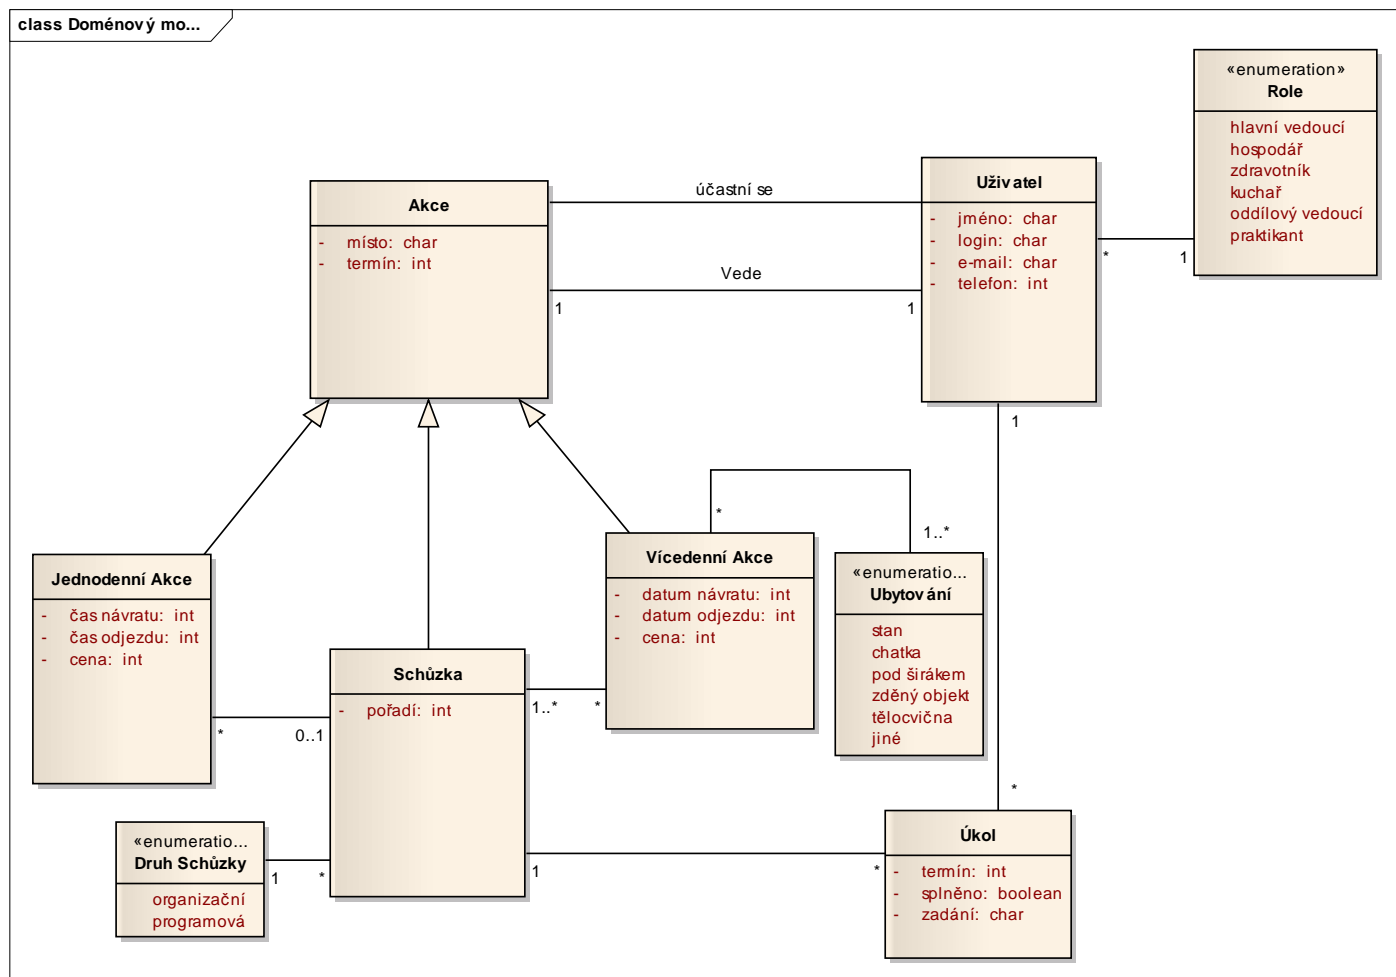 class Doménový mo...
«enumeration»
Role
hlavní vedoucí
hospodář
zdravotník
kuchař
oddílový vedoucí
praktikant
Uživatel
- jméno: char
- login: char
- e-mail: char
- telefon: int
* 1
účastní se
Vede
1 1
Akce
- místo: char
- termín: int
1
*
Jednodenní Akce
- čas návratu: int
- čas odjezdu: int
- cena: int
* 0..1
Schůzka
- pořadí: int
1..* *
Vícedenní Akce
- datum návratu: int
- datum odjezdu: int
- cena: int
* 1..*
«enumeratio...
Ubytování
stan
chatka
pod širákem
zděný objekt
tělocvična
jiné
«enumeratio...
Druh Schůzky
organizační
programová
1 *
1 *
Úkol
- termín: int
- splněno: boolean
- zadání: char